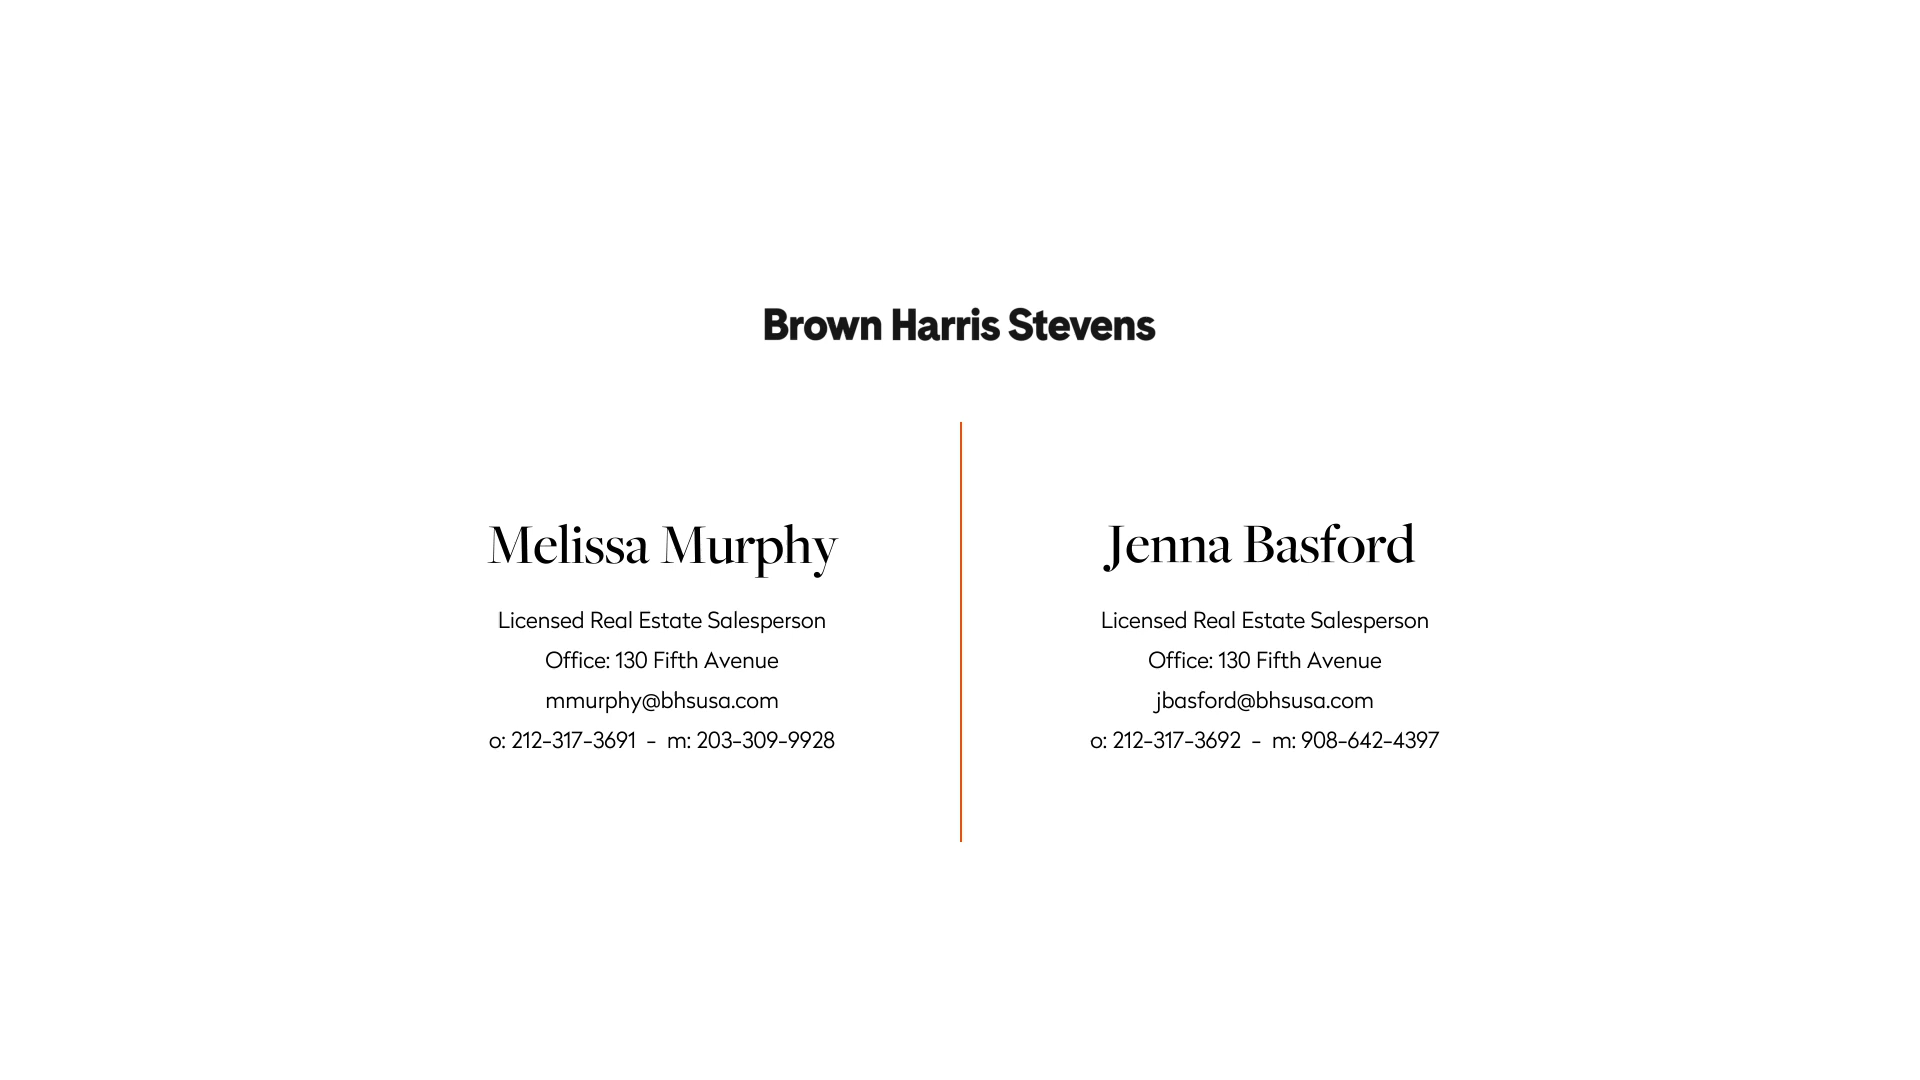 Brown Harris Stevens
Melissa Murphy
Licensed Real Estate Salesperson
Office: 130 Fifth Avenue
mmurphy@bhsusa.com
o: 212-317-3691 - m: 203-309-9928
Jenna Basford
Licensed Real Estate Salesperson
Office: 130 Fifth Avenue
jbasford@bhsusa.com
o: 212-317-3692 - m: 908-642-4397